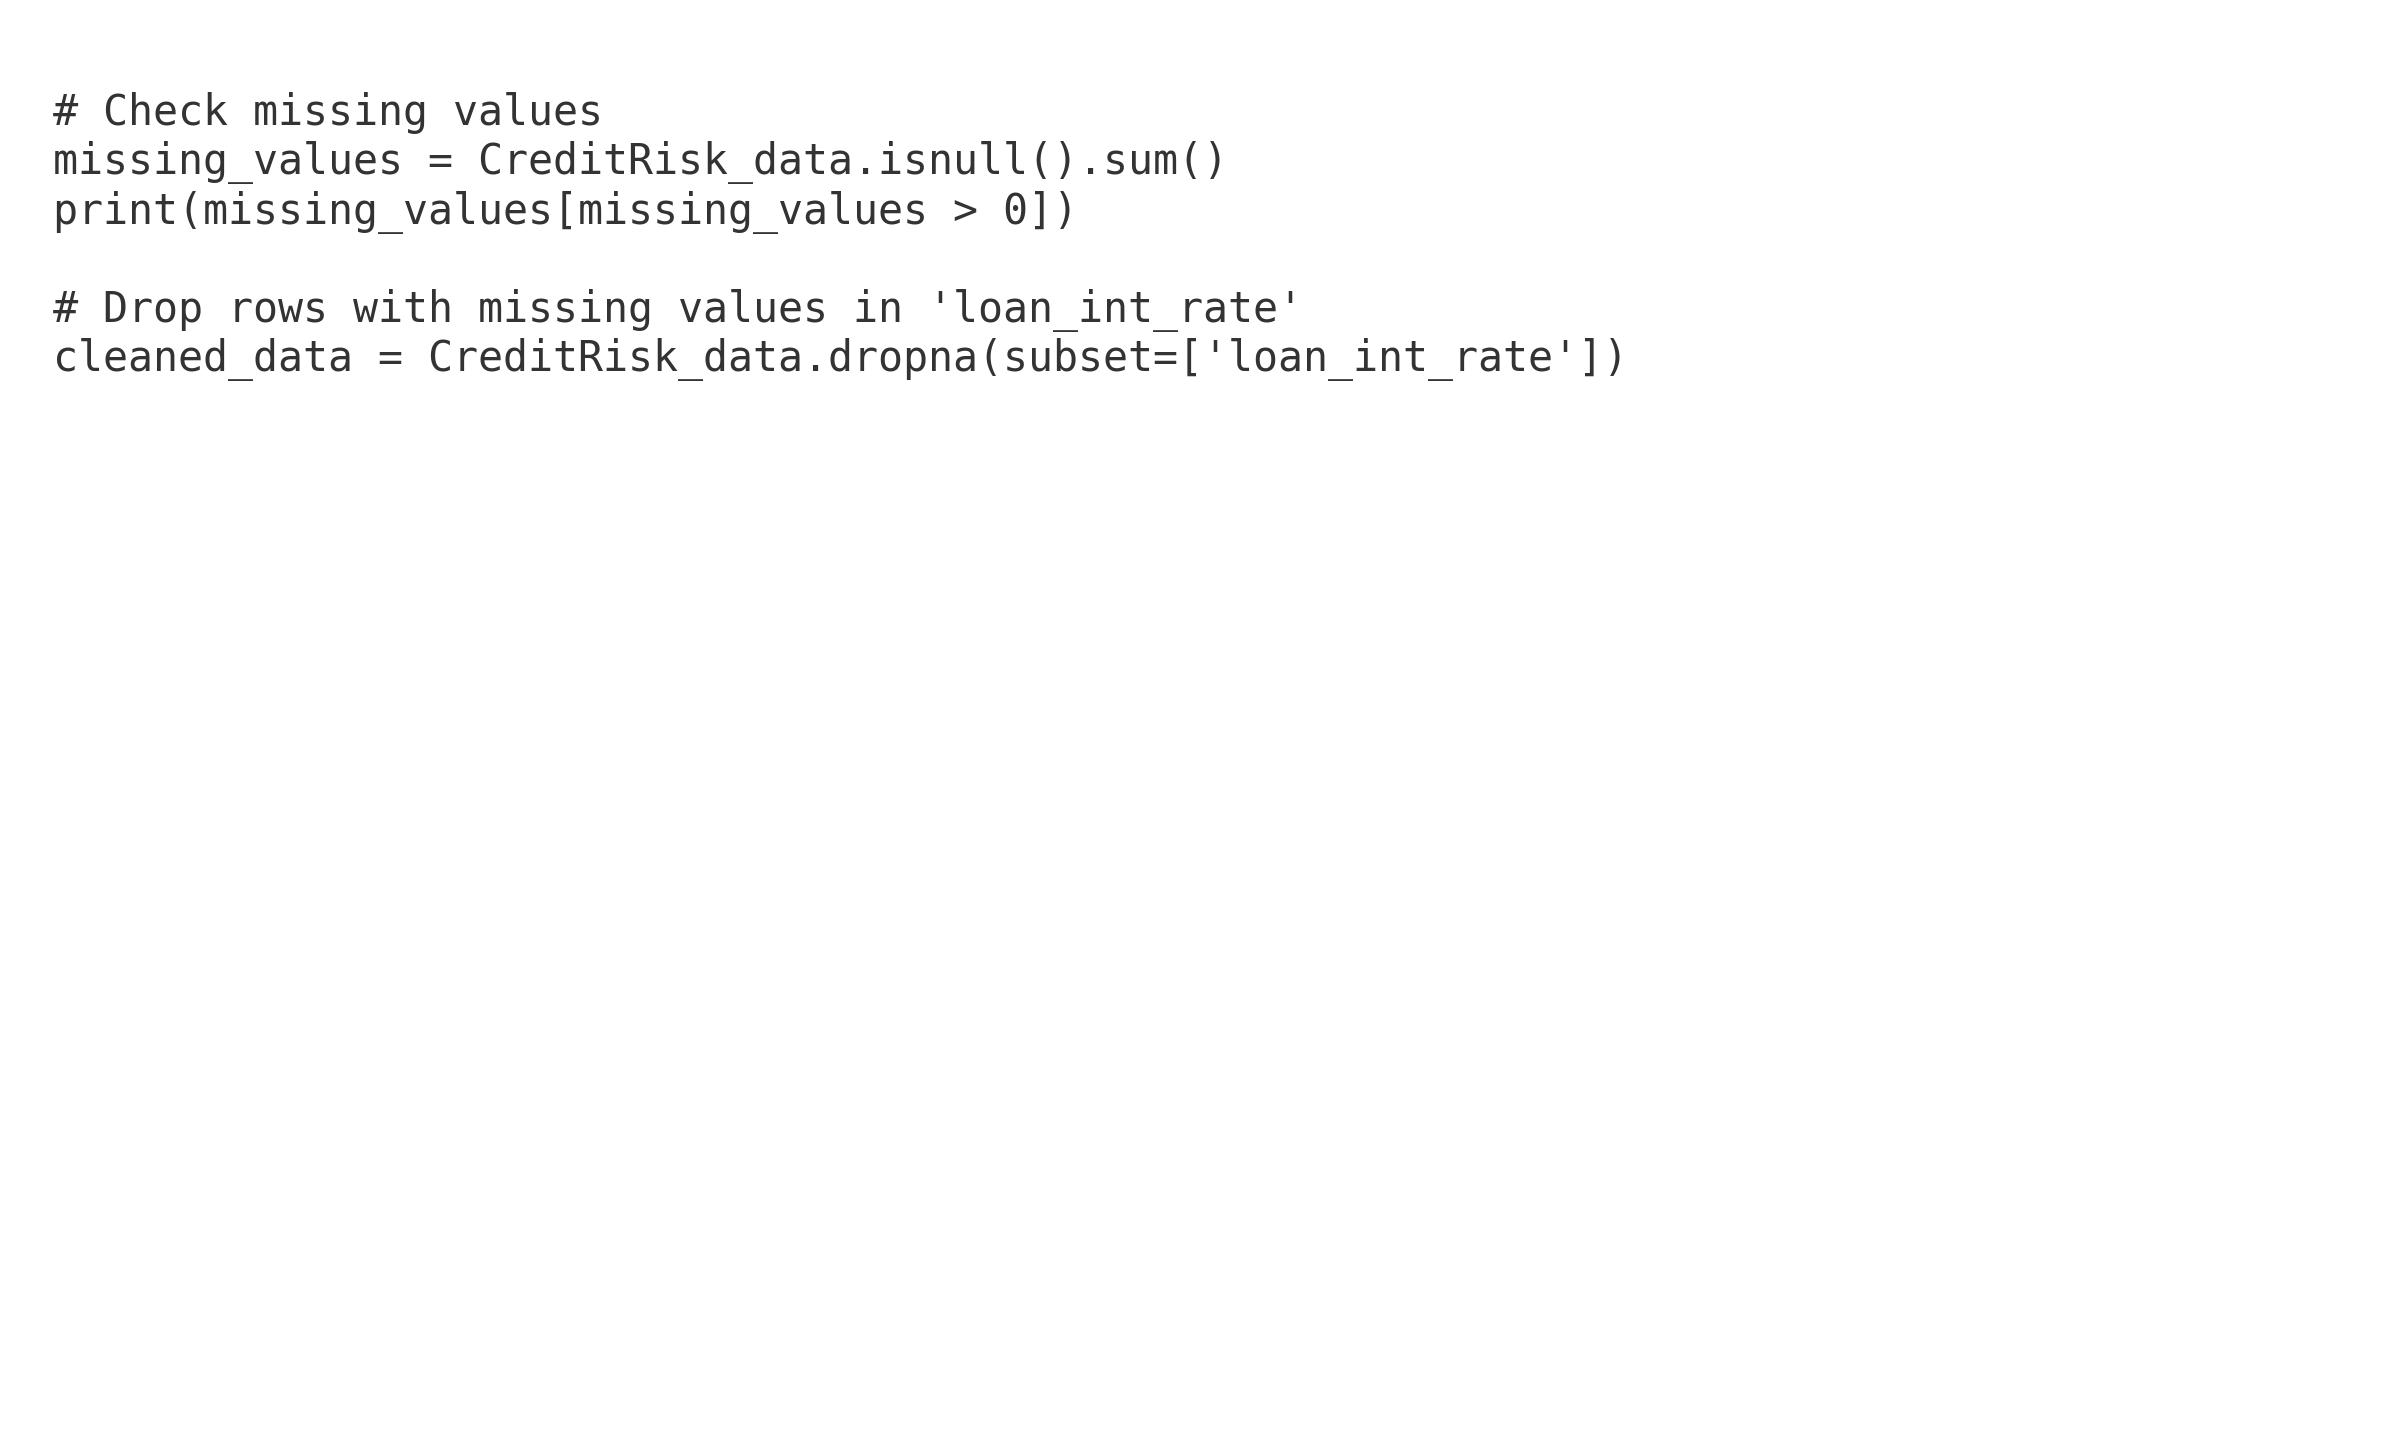 # Check missing values
missing_values = CreditRisk_data.isnull().sum()
print(missing_values[missing_values > 0])

# Drop rows with missing values in 'loan_int_rate'
cleaned_data = CreditRisk_data.dropna(subset=['loan_int_rate'])